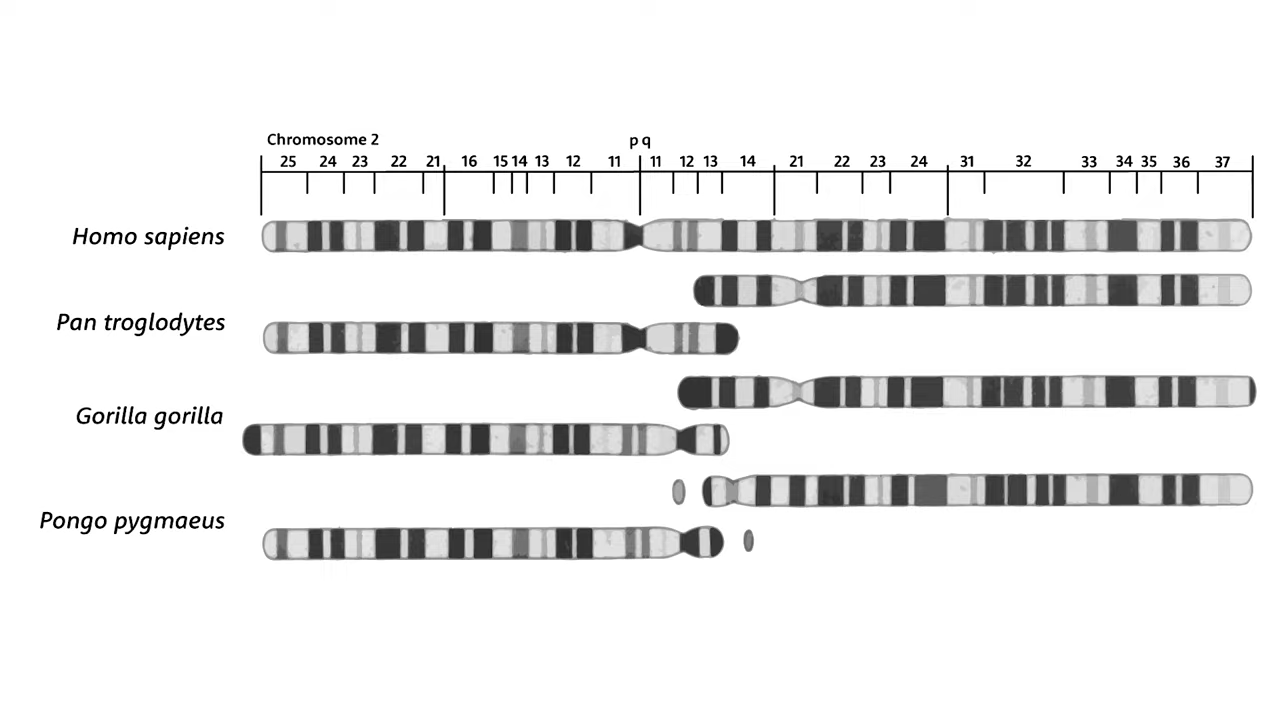 Chromosome 2
p q
25 24 23 22 21 16 15 14 13 12 11 11 12 13 14 21 22 23 24 31 32 33 34 35 36 37
Homo sapiens
Pan troglodytes
Gorilla gorilla
Pongo pygmaeus